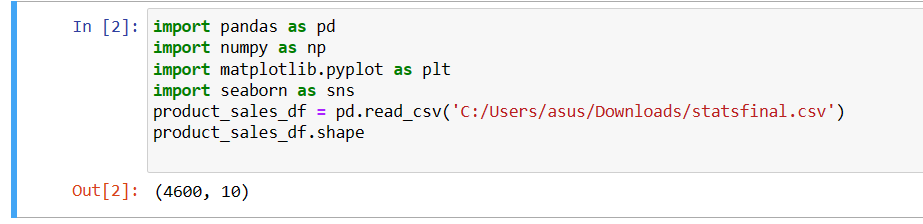 In [2]: import pandas as pd
import numpy as np
import matplotlib.pyplot as plt
import seaborn as sns
product_sales_df = pd.read_csv('C:/Users/asus/Downloads/statsfinal.csv')
product_sales_df.shape
Out[2]: (4600, 10)